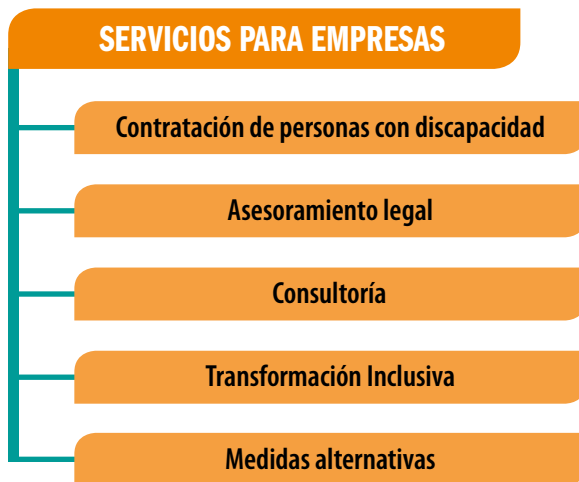 SERVICIOS PARA EMPRESAS
Contratación de personas con discapacidad
Asesoramiento legal
Consultoría
Transformación Inclusiva
Medidas alternativas